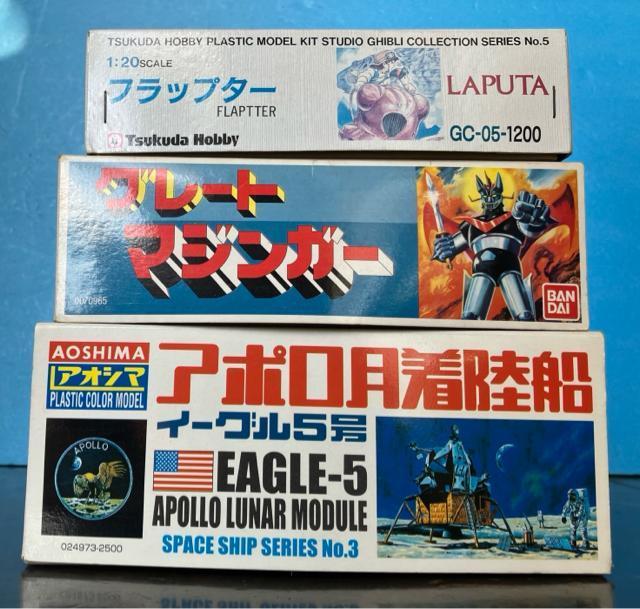 TSUKUDA HOBBY PLASTIC MODEL KIT STUDIO GHIBLI COLLECTION SERIES No.5
1:20SCALE
フラップター
FLAPTTER
Tsukuda Hobby
LAPUTA
GC-05-1200
グレート
マジンガー
0070965
BAN
DAI
AOSHIMA
アオシマ
PLASTIC COLOR MODEL
アポロ月着陸船
イーグル5号
APOLLO
EAGLE-5
APOLLO LUNAR MODULE
024973-2500
SPACE SHIP SERIES No.3